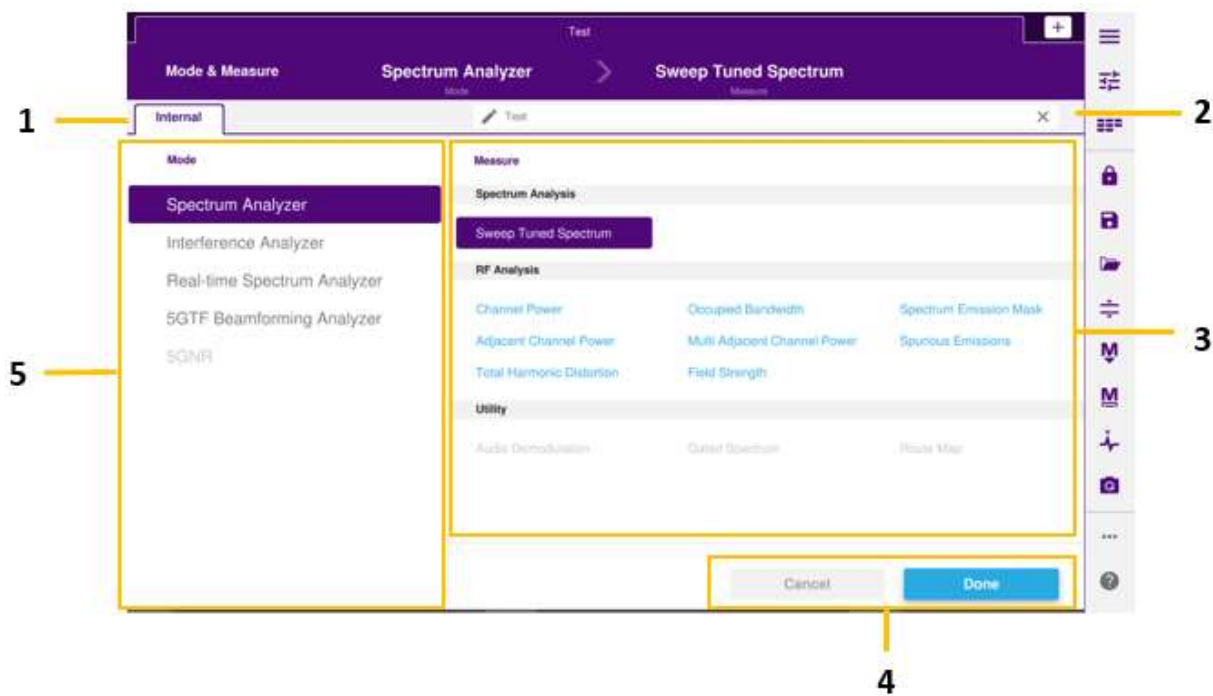 Test
+
Mode & Measure Spectrum Analyzer > Sweep Tuned Spectrum
Mode Measure
1 Internal Test × 2
Mode
Spectrum Analyzer
Interference Analyzer
Real-time Spectrum Analyzer
5GTF Beamforming Analyzer
5GNR
5
Measure
Spectrum Analysis
Sweep Tuned Spectrum
RF Analysis
Channel Power Occupied Bandwidth Spectrum Emission Mask
Adjacent Channel Power Multi Adjacent Channel Power Spurious Emissions
Total Harmonic Distortion Field Strength
Utility
Audio Demodulation Gated Spectrum Route Map
3
Cancel Done
4
M
M